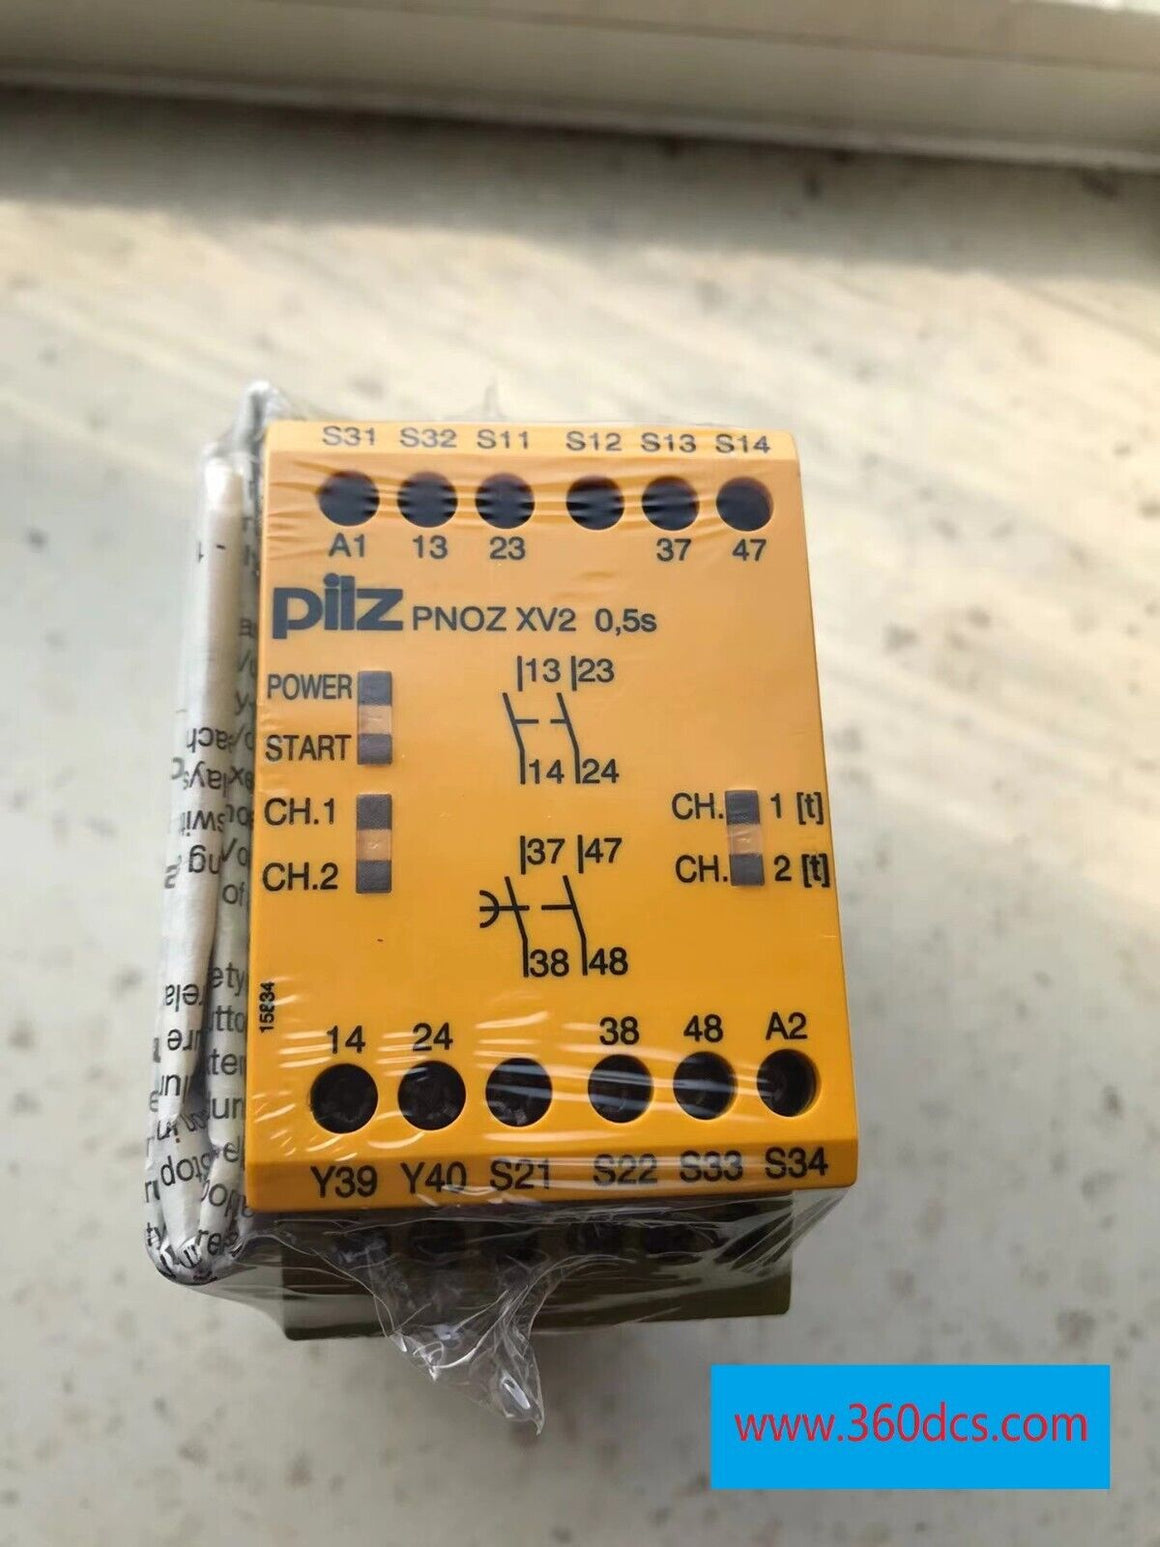 S31 S32 S11 S12 S13 S14
A1 13 23 37 47
pilz PNOZ XV2 0,5s
POWER
START
CH.1
CH.2
13 23
14 24
CH. 1 [t]
CH. 2 [t]
37 47
38 48
14 24 38 48 A2
Y39 Y40 S21 S22 S33 S34
www.360dcs.com